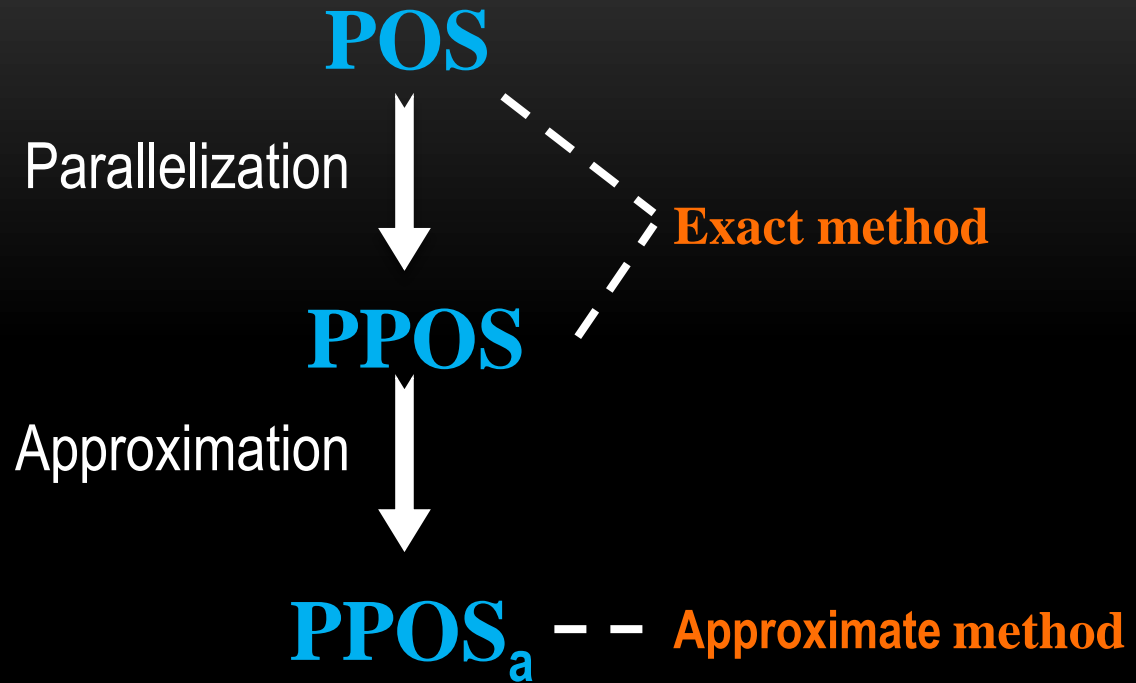 POS
Parallelization
Exact method
PPOS
Approximation
PPOSₐ
Approximate method